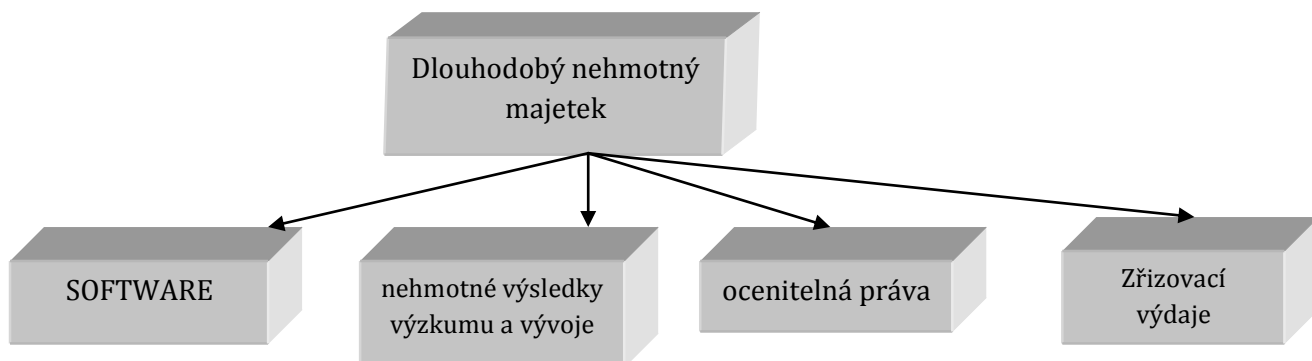 Dlouhodobý nehmotný
majetek
SOFTWARE
nehmotné výsledky
výzkumu a vývoje
ocenitelná práva
Zřizovací
výdaje